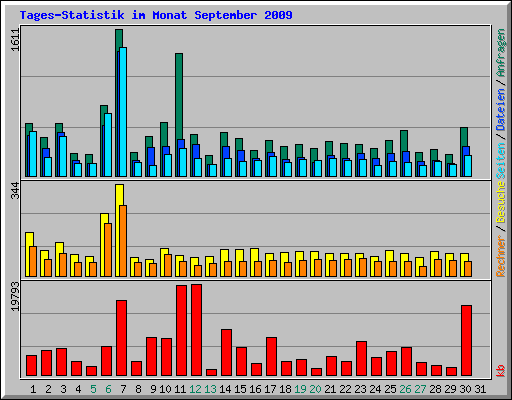 Tages-Statistik im Monat September 2009
1611
344
19793
Rechner / Besuche Seiten / Dateien / Anfragen
kb
1 2 3 4 5 6 7 8 9 10 11 12 13 14 15 16 17 18 19 20 21 22 23 24 25 26 27 28 29 30 31